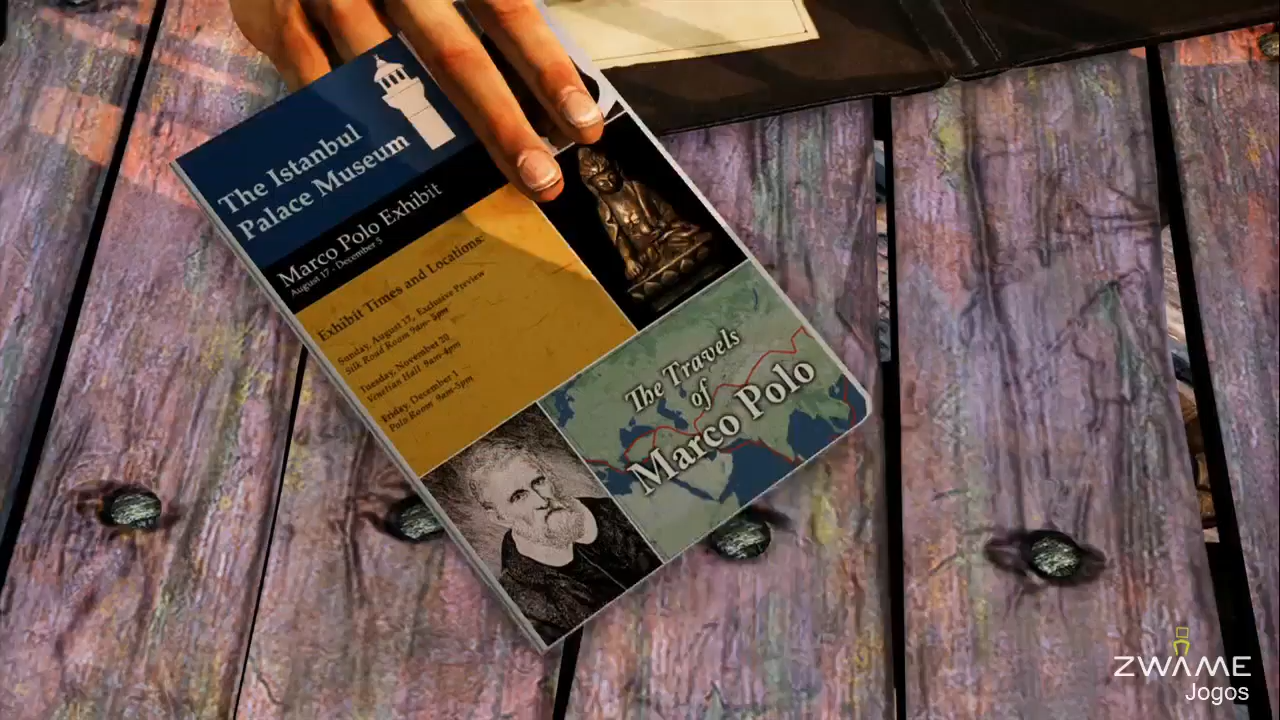 The Istanbul
Palace Museum
Marco Polo Exhibit
August 17 - December 5
Exhibit Times and Locations:
Sunday, August 17, Exclusive Preview
Silk Road Room 9am-5pm
Tuesday, November 20
Venetian Hall 9am-4pm
Friday, December 1
Polo Room 9am-5pm
The Travels
of
Marco Polo
ZWAME
Jogos